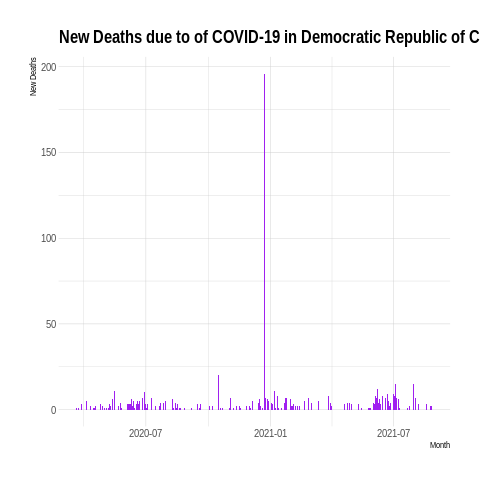 New Deaths due to of COVID-19 in Democratic Republic of C
New Deaths
200
150
100
50
0
2020-07
2021-01
2021-07
Month